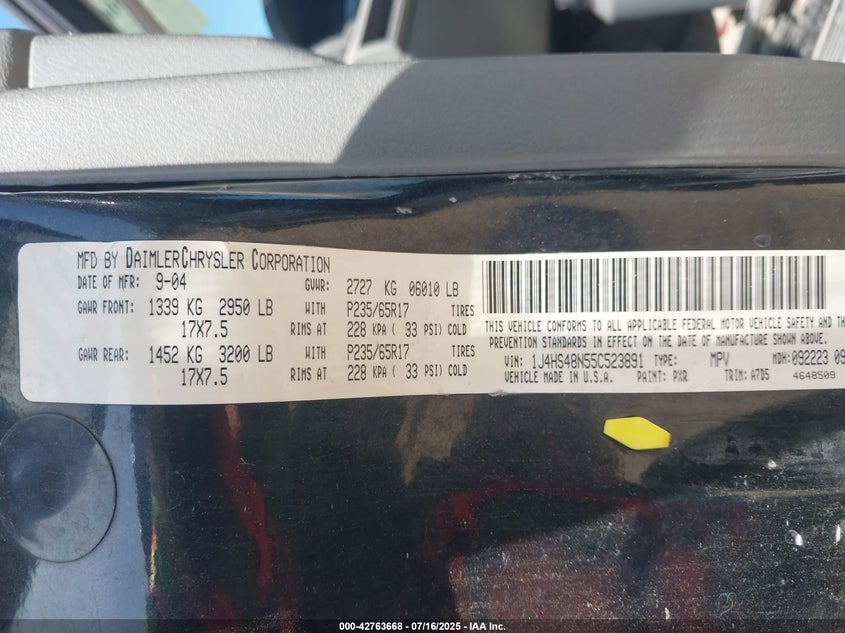 MFD BY DAIMLERCHRYSLER CORPORATION
DATE OF MFR: 9-04 GVWR: 2727 KG 06010 LB
GAWR FRONT: 1339 KG 2950 LB WITH P235/65R17 TIRES
17X7.5 RIMS AT 228 KPA ( 33 PSI) COLD
GAWR REAR: 1452 KG 3200 LB WITH P235/65R17 TIRES
17X7.5 RIMS AT 228 KPA ( 33 PSI) COLD
THIS VEHICLE CONFORMS TO ALL APPLICABLE FEDERAL MOTOR VEHICLE SAFETY AND
PREVENTION STANDARDS IN EFFECT ON THE DATE OF MANUFACTURE SHOWN ABOVE.
VIN: 1J4HS48N55C523891 TYPE: MPV MDH: 092223 09
VEHICLE MADE IN U.S.A. PAINT: PXR TRIM: A7D5 4648509
000-42763668 - 07/16/2025 - IAA Inc.